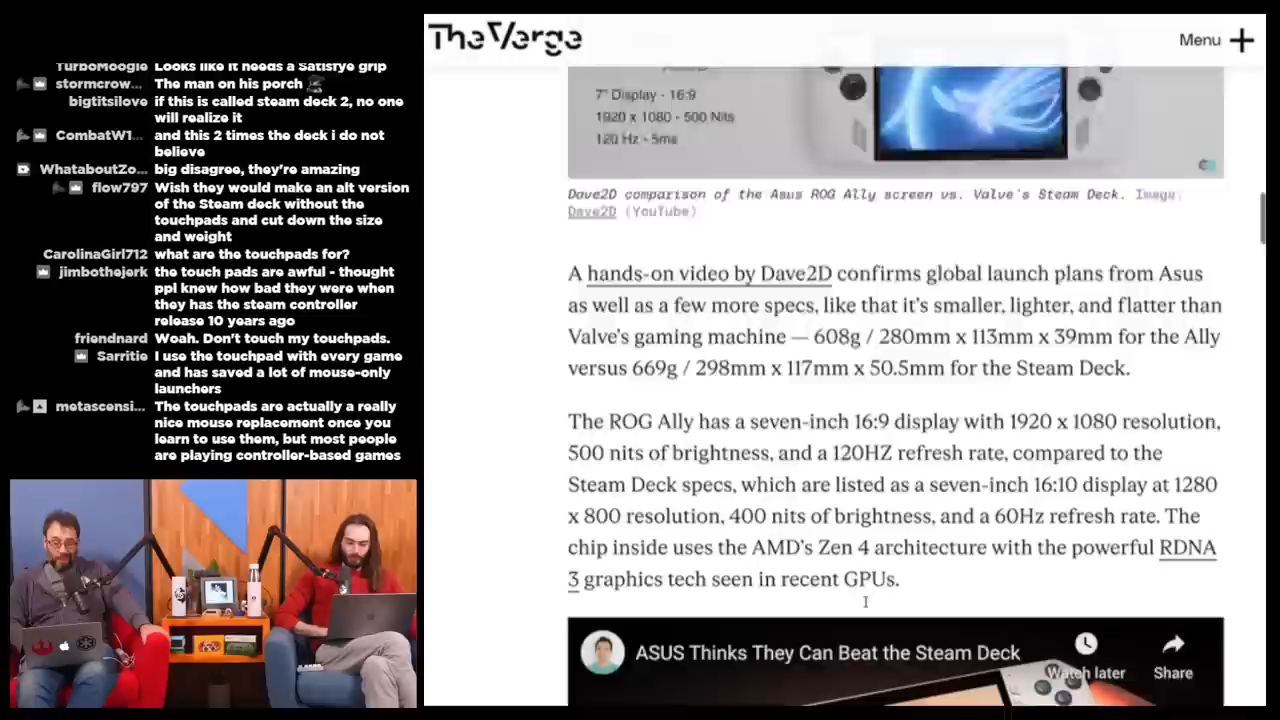 TurboMoogle Looks like it needs a Satisfye grip
stormcrow... The man on his porch
bigtitsilove if this is called steam deck 2, no one
will realize it
CombatW1... and this 2 times the deck i do not
believe
WhataboutZo... big disagree, they're amazing
flow797 Wish they would make an alt version
of the Steam deck without the
touchpads and cut down the size
and weight
CarolinaGirl712 what are the touchpads for?
jimbothejerk the touch pads are awful - thought
ppl knew how bad they were when
they has the steam controller
release 10 years ago
friendnard Woah. Don't touch my touchpads.
Sarritie I use the touchpad with every game
and has saved a lot of mouse-only
launchers
metascensi... The touchpads are actually a really
nice mouse replacement once you
learn to use them, but most people
are playing controller-based games
The Verge
Menu
7" Display - 16:9
1920 x 1080 - 500 Nits
120 Hz - 5ms
Dave2D comparison of the Asus ROG Ally screen vs. Valve's Steam Deck. Image:
Dave2D (YouTube)
A hands-on video by Dave2D confirms global launch plans from Asus
as well as a few more specs, like that it's smaller, lighter, and flatter than
Valve's gaming machine — 608g / 280mm x 113mm x 39mm for the Ally
versus 669g / 298mm x 117mm x 50.5mm for the Steam Deck.
The ROG Ally has a seven-inch 16:9 display with 1920 x 1080 resolution,
500 nits of brightness, and a 120HZ refresh rate, compared to the
Steam Deck specs, which are listed as a seven-inch 16:10 display at 1280
x 800 resolution, 400 nits of brightness, and a 60Hz refresh rate. The
chip inside uses the AMD's Zen 4 architecture with the powerful RDNA
3 graphics tech seen in recent GPUs.
ASUS Thinks They Can Beat the Steam Deck
Watch later
Share